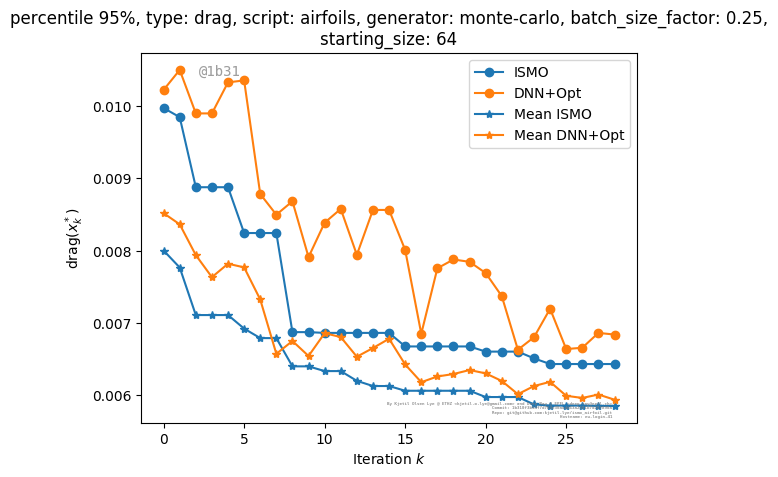 percentile 95%, type: drag, script: airfoils, generator: monte-carlo, batch_size_factor: 0.25,
starting_size: 64
@1b31
ISMO
DNN+Opt
Mean ISMO
Mean DNN+Opt
0.010
0.009
0.008
0.007
0.006
drag(x*k)
0
5
10
15
20
25
Iteration k